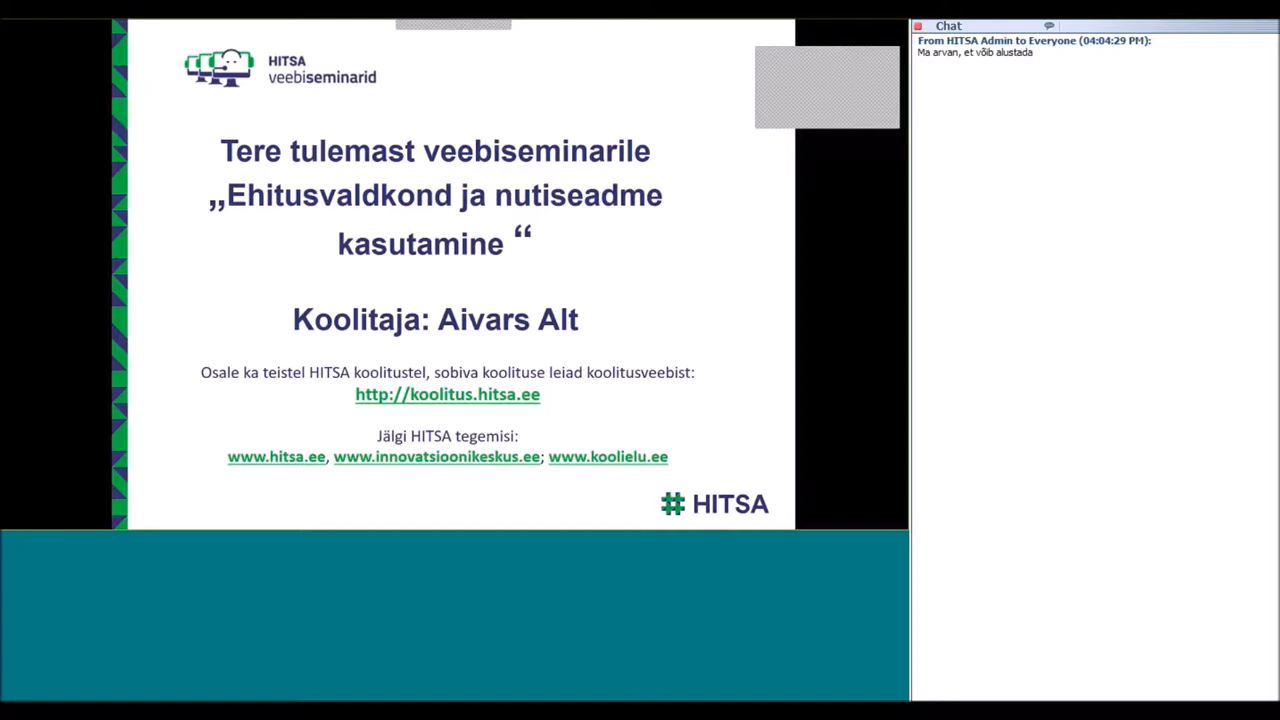 HITSA
veebiseminarid
Tere tulemast veebiseminarile
„Ehitusvaldkond ja nutiseadme
kasutamine “
Koolitaja: Aivars Alt
Osale ka teistel HITSA koolitustel, sobiva koolituse leiad koolitusveebist:
http://koolitus.hitsa.ee
Jälgi HITSA tegemisi:
www.hitsa.ee, www.innovatsioonikeskus.ee; www.koolielu.ee
HITSA
Chat
From HITSA Admin to Everyone (04:04:29 PM):
Ma arvan, et võib alustada